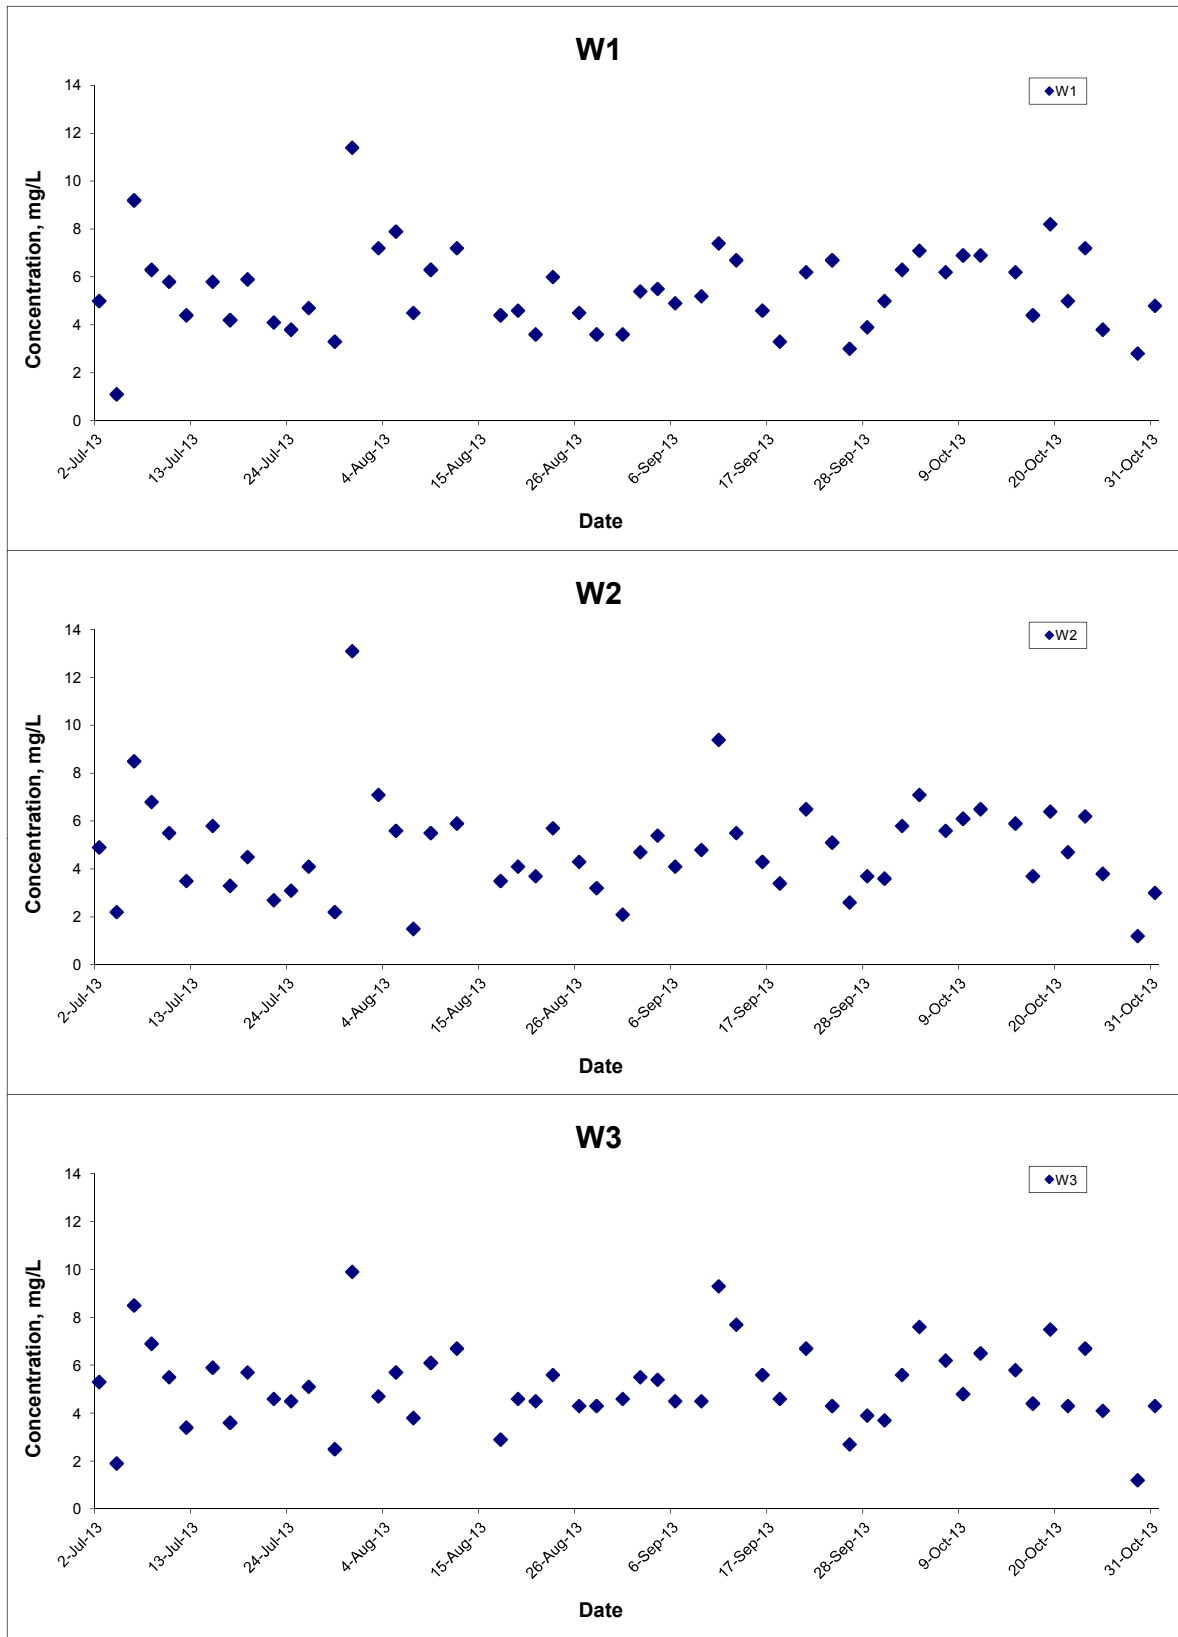 W1
W1
Concentration, mg/L
14
12
10
8
6
4
2
0
2-Jul-13
13-Jul-13
24-Jul-13
4-Aug-13
15-Aug-13
26-Aug-13
6-Sep-13
17-Sep-13
28-Sep-13
9-Oct-13
20-Oct-13
31-Oct-13
Date
W2
W2
Concentration, mg/L
14
12
10
8
6
4
2
0
2-Jul-13
13-Jul-13
24-Jul-13
4-Aug-13
15-Aug-13
26-Aug-13
6-Sep-13
17-Sep-13
28-Sep-13
9-Oct-13
20-Oct-13
31-Oct-13
Date
W3
W3
Concentration, mg/L
14
12
10
8
6
4
2
0
2-Jul-13
13-Jul-13
24-Jul-13
4-Aug-13
15-Aug-13
26-Aug-13
6-Sep-13
17-Sep-13
28-Sep-13
9-Oct-13
20-Oct-13
31-Oct-13
Date